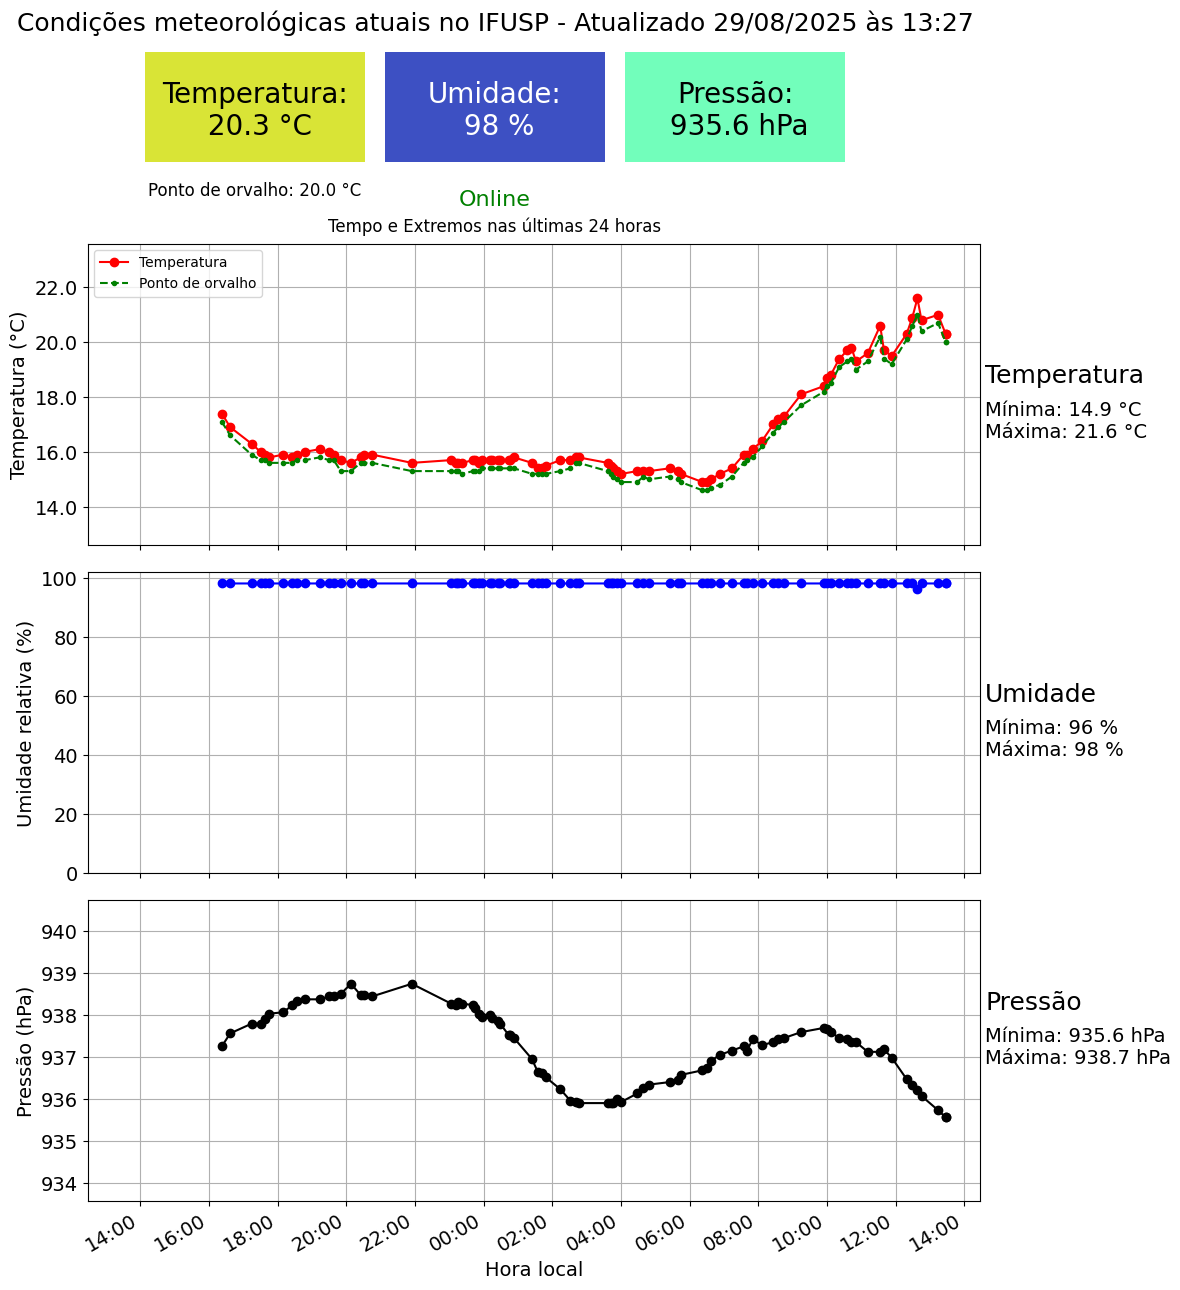 Condições meteorológicas atuais no IFUSP - Atualizado 29/08/2025 às 13:27
Temperatura:
20.3 °C
Umidade:
98 %
Pressão:
935.6 hPa
Ponto de orvalho: 20.0 °C
Online
Tempo e Extremos nas últimas 24 horas
Temperatura
Ponto de orvalho
Temperatura (°C)
22.0
20.0
18.0
16.0
14.0
Temperatura
Mínima: 14.9 °C
Máxima: 21.6 °C
Umidade relativa (%)
100
80
60
40
20
0
Umidade
Mínima: 96 %
Máxima: 98 %
Pressão (hPa)
940
939
938
937
936
935
934
Pressão
Mínima: 935.6 hPa
Máxima: 938.7 hPa
14:00 16:00 18:00 20:00 22:00 00:00 02:00 04:00 06:00 08:00 10:00 12:00 14:00
Hora local